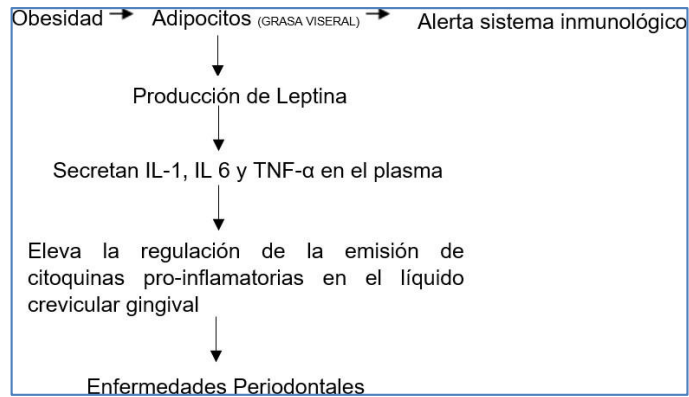 Obesidad → Adipocitos (GRASA VISERAL) → Alerta sistema inmunológico
Producción de Leptina
Secretan IL-1, IL 6 y TNF-α en el plasma
Eleva la regulación de la emisión de
citoquinas pro-inflamatorias en el líquido
crevicular gingival
Enfermedades Periodontales